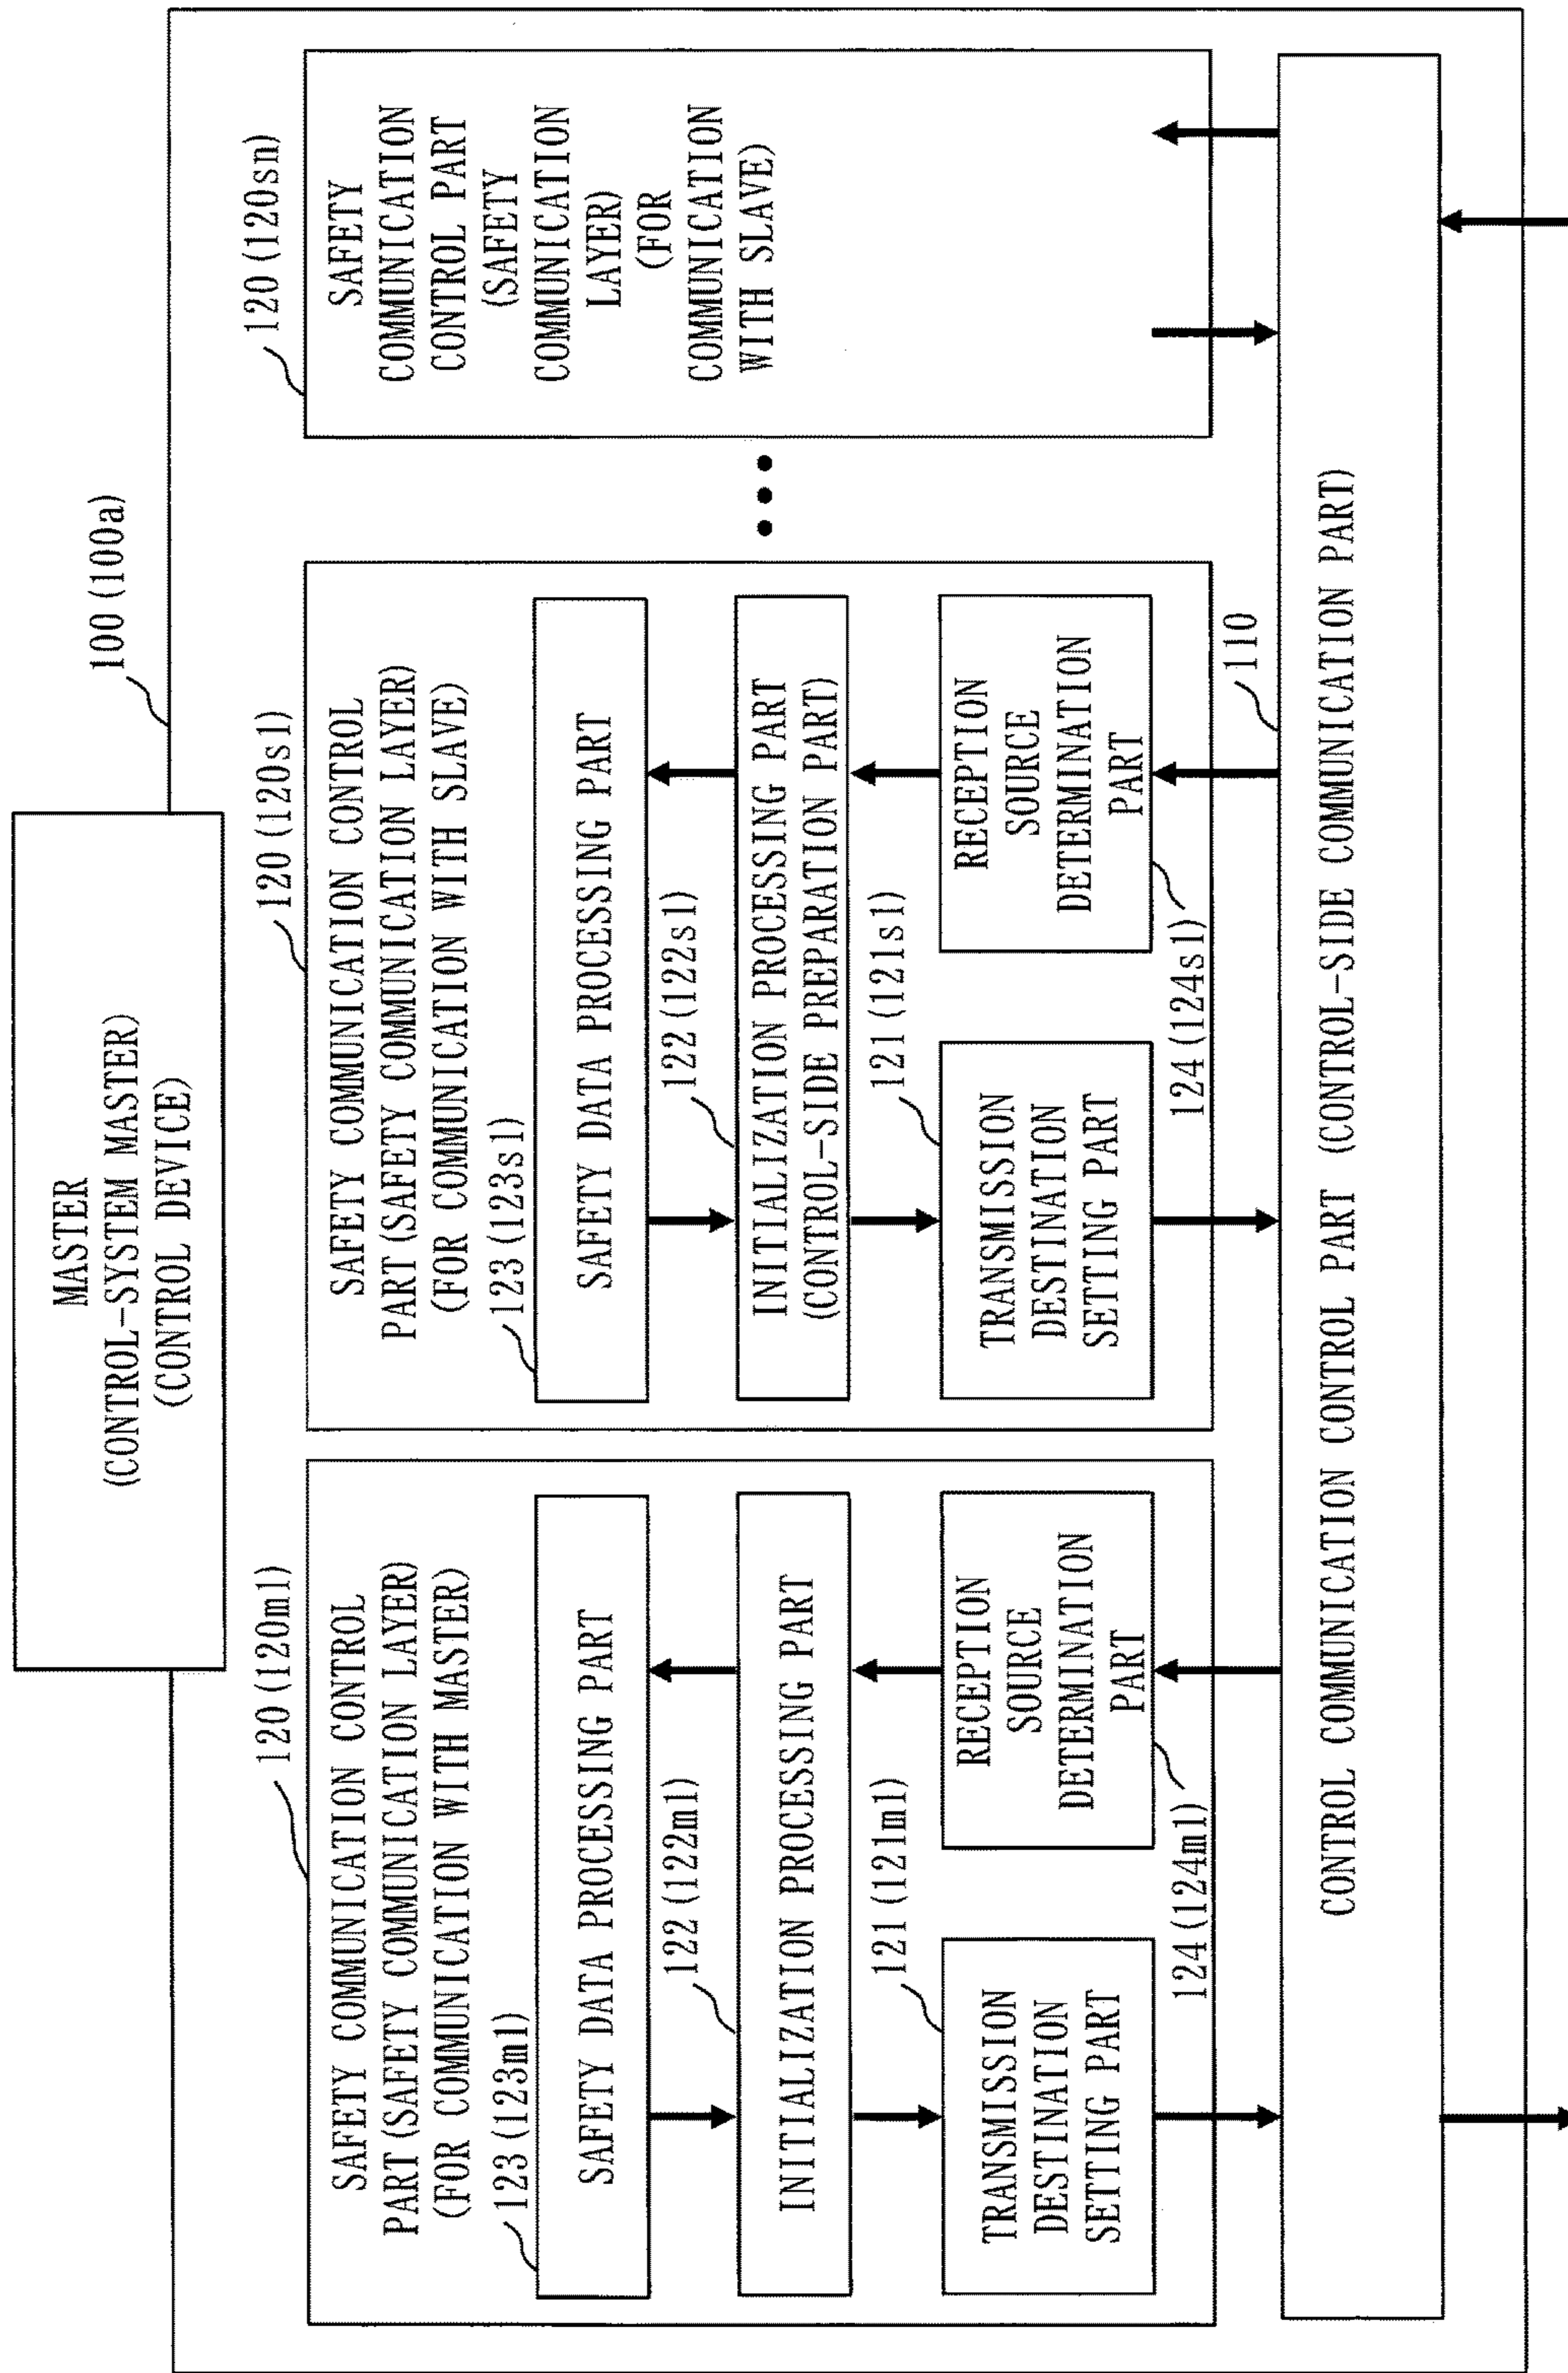 MASTER
(CONTROL-SYSTEM MASTER)
(CONTROL DEVICE)
100 (100a)
120 (120m1)
SAFETY COMMUNICATION CONTROL
PART (SAFETY COMMUNICATION LAYER)
(FOR COMMUNICATION WITH MASTER)
123 (123m1)
SAFETY DATA PROCESSING PART
122 (122m1)
INITIALIZATION PROCESSING PART
121 (121m1)
TRANSMISSION
DESTINATION
SETTING PART
RECEPTION
SOURCE
DETERMINATION
PART
124 (124m1)
120 (120s1)
SAFETY COMMUNICATION CONTROL
PART (SAFETY COMMUNICATION LAYER)
(FOR COMMUNICATION WITH SLAVE)
123 (123s1)
SAFETY DATA PROCESSING PART
122 (122s1)
INITIALIZATION PROCESSING PART
(CONTROL-SIDE PREPARATION PART)
121 (121s1)
TRANSMISSION
DESTINATION
SETTING PART
RECEPTION
SOURCE
DETERMINATION
PART
124 (124s1)
120 (120sn)
SAFETY
COMMUNICATION
CONTROL PART
(SAFETY
COMMUNICATION
LAYER)
(FOR
COMMUNICATION
WITH SLAVE)
110
CONTROL COMMUNICATION CONTROL PART (CONTROL-SIDE COMMUNICATION PART)